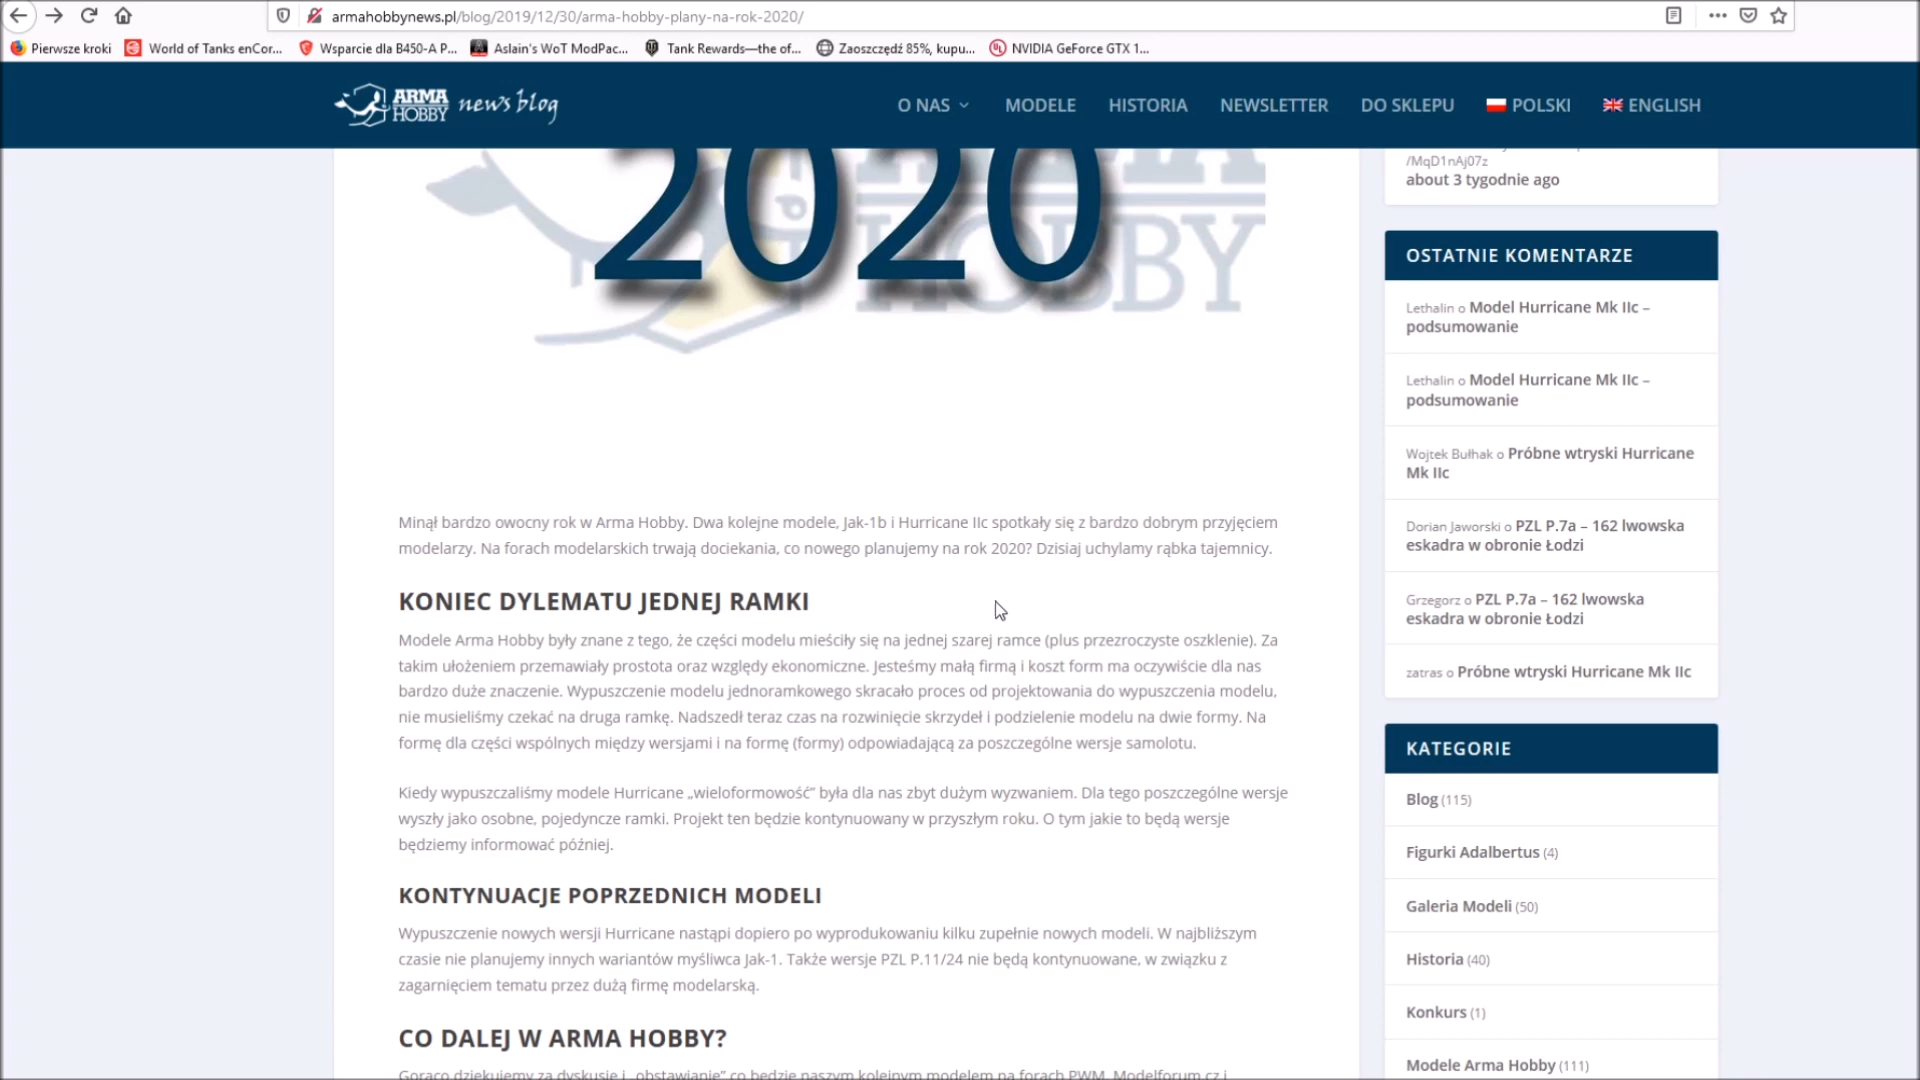 armahobbynews.pl/blog/2019/12/30/arma-hobby-plany-na-rok-2020/
Pierwsze kroki World of Tanks enCor... Wsparcie dla B450-A P... Aslain's WoT ModPac... Tank Rewards—the of... Zaoszczędź 85%, kupu... NVIDIA GeForce GTX 1...
ARMA HOBBY news blog
O NAS MODELE HISTORIA NEWSLETTER DO SKLEPU POLSKI ENGLISH
2020
HOBBY
Minął bardzo owocny rok w Arma Hobby. Dwa kolejne modele, Jak-1b i Hurricane IIc spotkały się z bardzo dobrym przyjęciem
modelarzy. Na forach modelarskich trwają dociekania, co nowego planujemy na rok 2020? Dzisiaj uchylamy rąbka tajemnicy.
KONIEC DYLEMATU JEDNEJ RAMKI
Modele Arma Hobby były znane z tego, że części modelu mieściły się na jednej szarej ramce (plus przezroczyste oszklenie). Za
takim ułożeniem przemawiały prostota oraz względy ekonomiczne. Jesteśmy małą firmą i koszt form ma oczywiście dla nas
bardzo duże znaczenie. Wypuszczenie modelu jednoramkowego skracało proces od projektowania do wypuszczenia modelu,
nie musieliśmy czekać na druga ramkę. Nadszedł teraz czas na rozwinięcie skrzydeł i podzielenie modelu na dwie formy. Na
formę dla części wspólnych między wersjami i na formę (formy) odpowiadającą za poszczególne wersje samolotu.
Kiedy wypuszczaliśmy modele Hurricane „wieloformowość” była dla nas zbyt dużym wyzwaniem. Dla tego poszczególne wersje
wyszły jako osobne, pojedyncze ramki. Projekt ten będzie kontynuowany w przyszłym roku. O tym jakie to będą wersje
będziemy informować później.
KONTYNUACJE POPRZEDNICH MODELI
Wypuszczenie nowych wersji Hurricane nastąpi dopiero po wyprodukowaniu kilku zupełnie nowych modeli. W najbliższym
czasie nie planujemy innych wariantów myśliwca Jak-1. Także wersje PZL P.11/24 nie będą kontynuowane, w związku z
zagarnięciem tematu przez dużą firmę modelarską.
CO DALEJ W ARMA HOBBY?
Gorąco dziękujemy za dyskusje i „obstawianie” co będzie naszym kolejnym modelem na forach PWM, Modelforum.cz i
/MqD1nAj07z
about 3 tygodnie ago
OSTATNIE KOMENTARZE
Lethalin o Model Hurricane Mk IIc –
podsumowanie
Lethalin o Model Hurricane Mk IIc –
podsumowanie
Wojtek Bułhak o Próbne wtryski Hurricane
Mk IIc
Dorian Jaworski o PZL P.7a – 162 lwowska
eskadra w obronie Łodzi
Grzegorz o PZL P.7a – 162 lwowska
eskadra w obronie Łodzi
zatras o Próbne wtryski Hurricane Mk IIc
KATEGORIE
Blog (115)
Figurki Adalbertus (4)
Galeria Modeli (50)
Historia (40)
Konkurs (1)
Modele Arma Hobby (111)